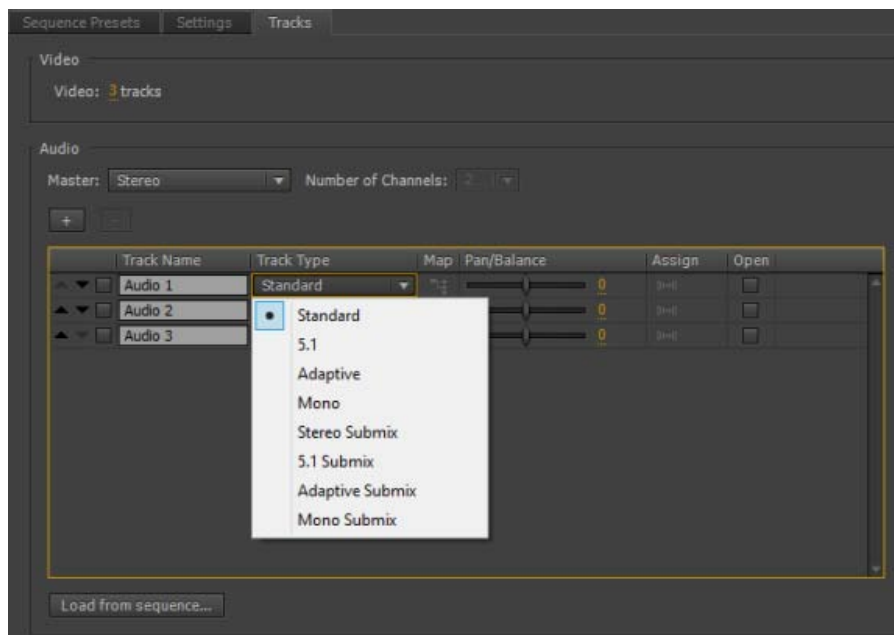 Sequence Presets Settings Tracks
Video
Video: 3 tracks
Audio
Master: Stereo Number of Channels: 2
+ -
Track Name Track Type Map Pan/Balance Assign Open
Audio 1 Standard 0
Audio 2 0
Audio 3 0
Standard
5.1
Adaptive
Mono
Stereo Submix
5.1 Submix
Adaptive Submix
Mono Submix
Load from sequence...